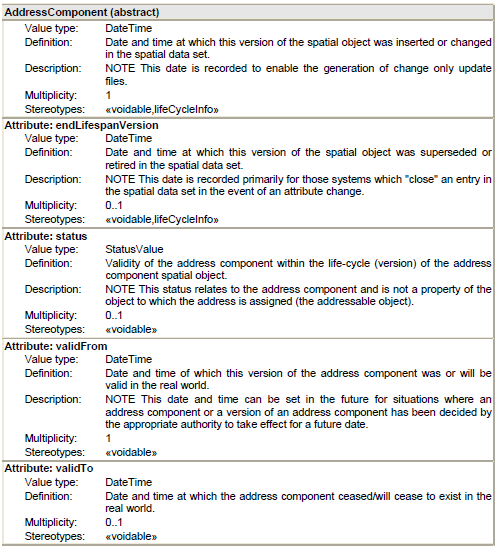 AddressComponent (abstract)
Value type: DateTime
Definition: Date and time at which this version of the spatial object was inserted or changed
in the spatial data set.
Description: NOTE This date is recorded to enable the generation of change only update
files.
Multiplicity: 1
Stereotypes: «voidable,lifeCycleInfo»
Attribute: endLifespanVersion
Value type: DateTime
Definition: Date and time at which this version of the spatial object was superseded or
retired in the spatial data set.
Description: NOTE This date is recorded primarily for those systems which "close" an entry in
the spatial data set in the event of an attribute change.
Multiplicity: 0..1
Stereotypes: «voidable,lifeCycleInfo»
Attribute: status
Value type: StatusValue
Definition: Validity of the address component within the life-cycle (version) of the address
component spatial object.
Description: NOTE This status relates to the address component and is not a property of the
object to which the address is assigned (the addressable object).
Multiplicity: 0..1
Stereotypes: «voidable»
Attribute: validFrom
Value type: DateTime
Definition: Date and time of which this version of the address component was or will be
valid in the real world.
Description: NOTE This date and time can be set in the future for situations where an
address component or a version of an address component has been decided by
the appropriate authority to take effect for a future date.
Multiplicity: 1
Stereotypes: «voidable»
Attribute: validTo
Value type: DateTime
Definition: Date and time at which the address component ceased/will cease to exist in the
real world.
Multiplicity: 0..1
Stereotypes: «voidable»